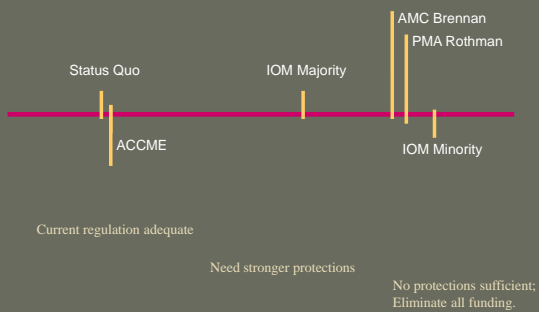 AMC Brennan
PMA Rothman
Status Quo
IOM Majority
ACCME
IOM Minority
Current regulation adequate
Need stronger protections
No protections sufficient;
Eliminate all funding.